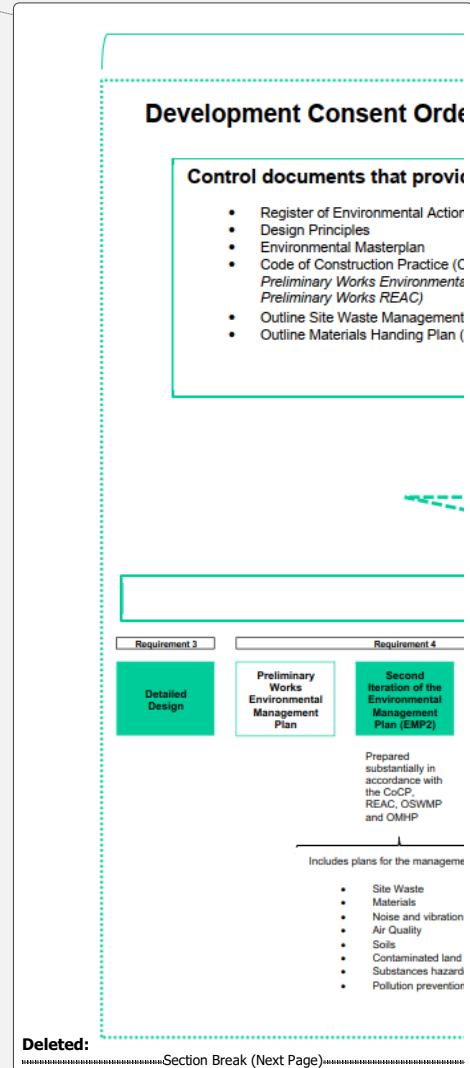 Development Consent Orde
Control documents that provid
• Register of Environmental Action
• Design Principles
• Environmental Masterplan
• Code of Construction Practice (C
Preliminary Works Environmenta
Preliminary Works REAC)
• Outline Site Waste Management
• Outline Materials Handing Plan (
Requirement 3
Requirement 4
Detailed
Design
Preliminary
Works
Environmental
Management
Plan
Second
Iteration of the
Environmental
Management
Plan (EMP2)
Prepared
substantially in
accordance with
the CoCP,
REAC, OSWMP
and OMHP
Includes plans for the manageme
• Site Waste
• Materials
• Noise and vibration
• Air Quality
• Soils
• Contaminated land
• Substances hazard
• Pollution prevention
Deleted:
Section Break (Next Page)